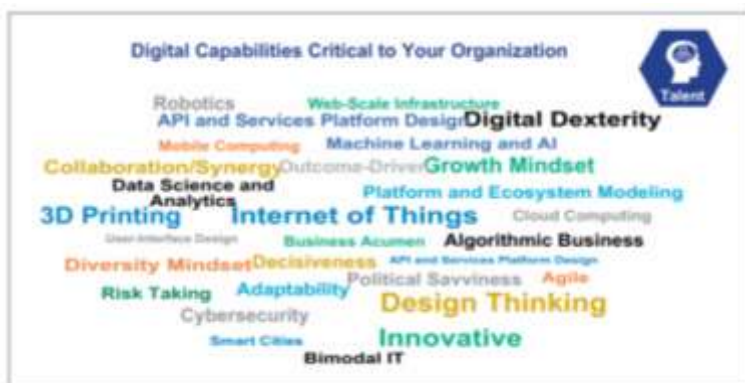 Digital Capabilities Critical to Your Organization
Talent
Robotics Web-Scale Infrastructure
API and Services Platform Design Digital Dexterity
Mobile Computing Machine Learning and AI
Collaboration/Synergy Outcome-Driven Growth Mindset
Data Science and
Analytics
Platform and Ecosystem Modeling
3D Printing Internet of Things Cloud Computing
User-Interface Design Business Acumen Algorithmic Business
Diversity Mindset Decisiveness API and Services Platform Design
Political Savviness Agile
Risk Taking Adaptability Design Thinking
Cybersecurity
Smart Cities Innovative
Bimodal IT